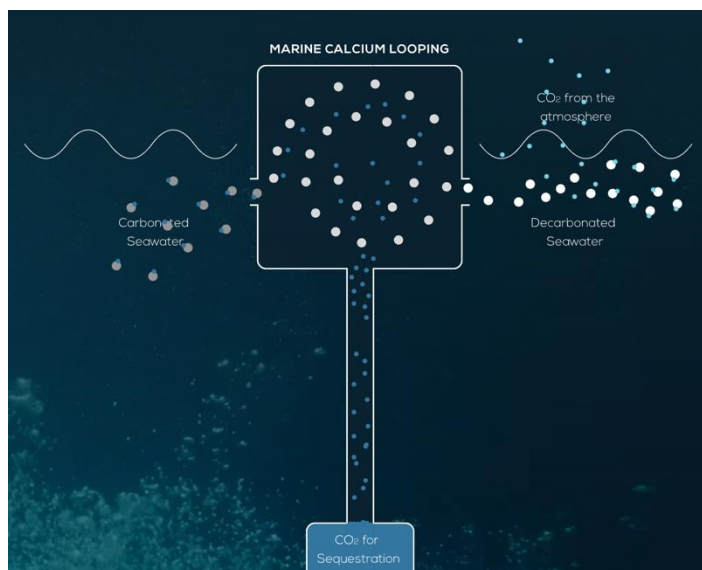 MARINE CALCIUM LOOPING
CO₂ from the
atmosphere
Carbonated
Seawater
Decarbonated
Seawater
CO₂ for
Sequestration